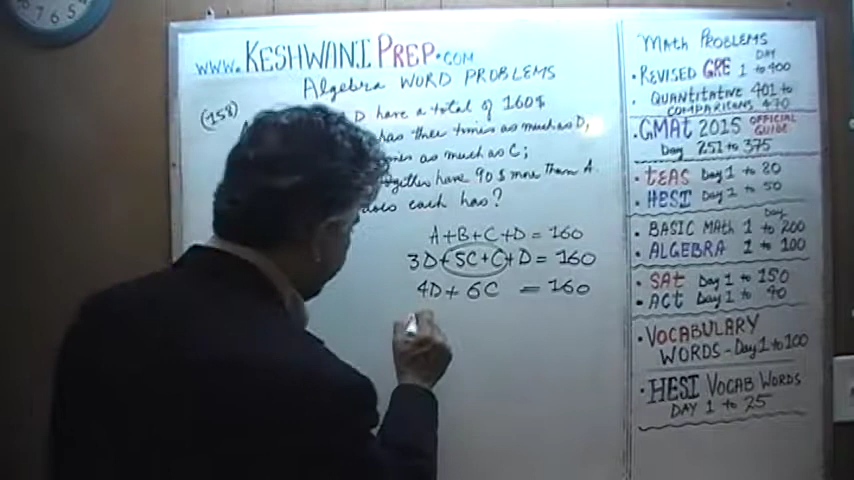 www.KESHWANIPREP.COM
Algebra WORD PROBLEMS
(158)
D have a total of 160$
has three times as much as D,
as much as C;
together have 90$ more than A.
does each has?
A+B+C+D=160
3D+5C+C+D=160
4D+6C =160
Math PROBLEMS
DAY
• REVISED GRE 1 to 400
• QUANTITATIVE 401 to
COMPARISONS 470
• GMAT 2015 OFFICIAL GUIDE
Day 251 to 375
• TEAS Day 1 to 80
• HESI Day 1 to 50
Day
• BASIC MATH 1 to 200
• ALGEBRA 1 to 100
• SAT Day 1 to 150
• ACT Day 1 to 40
• VOCABULARY
WORDS - Day 1 to 100
• HESI VOCAB WORDS
DAY 1 to 25
7 6 5